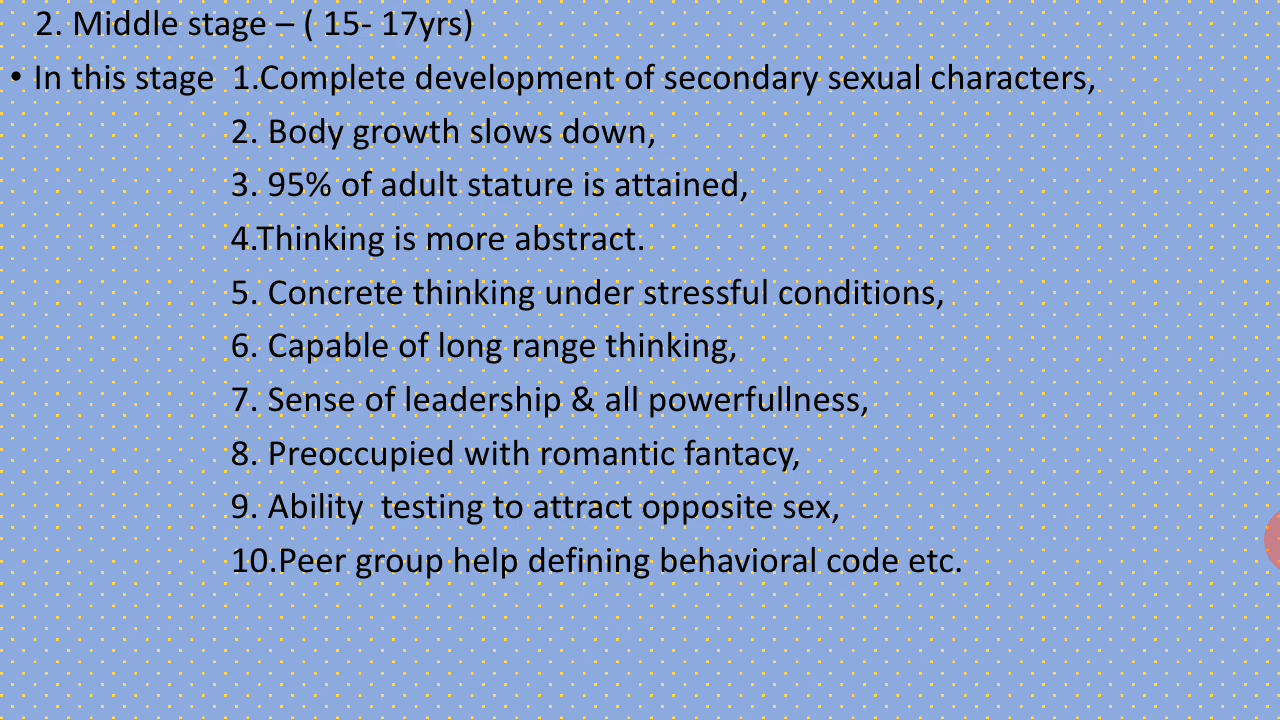 2. Middle stage – ( 15- 17yrs)
• In this stage  1.Complete development of secondary sexual characters,
2. Body growth slows down,
3. 95% of adult stature is attained,
4.Thinking is more abstract.
5. Concrete thinking under stressful conditions,
6. Capable of long range thinking,
7. Sense of leadership & all powerfullness,
8. Preoccupied with romantic fantacy,
9. Ability  testing to attract opposite sex,
10.Peer group help defining behavioral code etc.